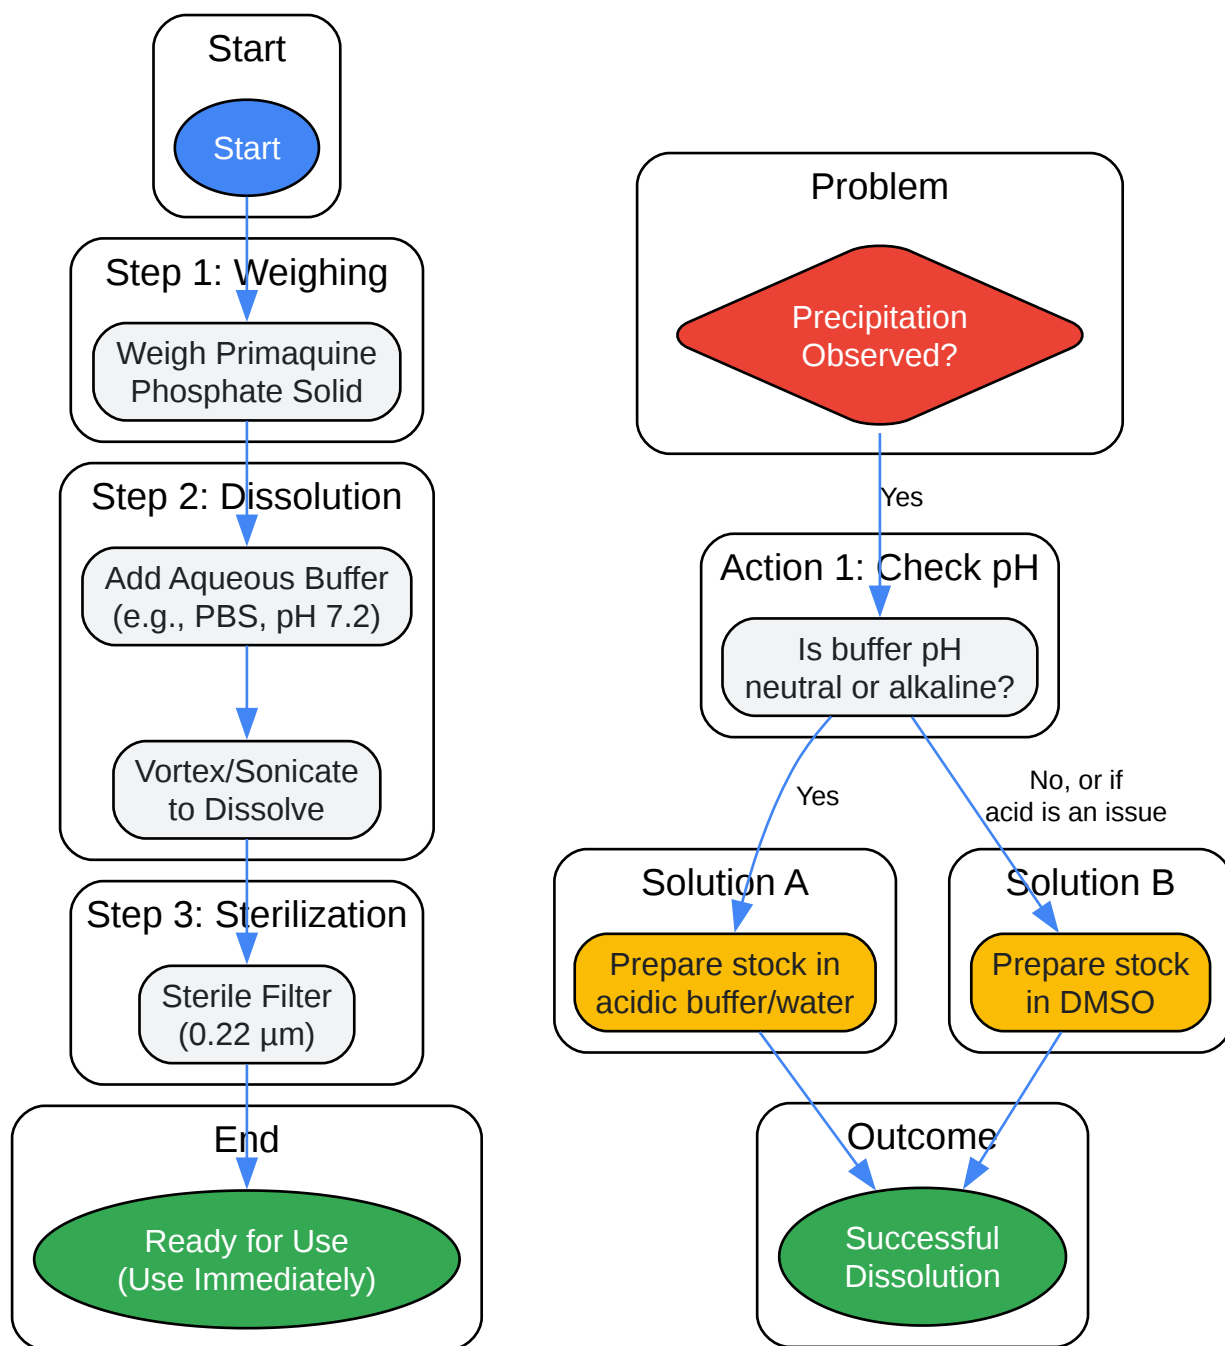 Start
Start
Step 1: Weighing
Weigh Primaquine
Phosphate Solid
Step 2: Dissolution
Add Aqueous Buffer
(e.g., PBS, pH 7.2)
Vortex/Sonicate
to Dissolve
Step 3: Sterilization
Sterile Filter
(0.22 µm)
End
Ready for Use
(Use Immediately)
Problem
Precipitation
Observed?
Yes
Action 1: Check pH
Is buffer pH
neutral or alkaline?
Yes
No, or if
acid is an issue
Solution A
Prepare stock in
acidic buffer/water
Solution B
Prepare stock
in DMSO
Outcome
Successful
Dissolution